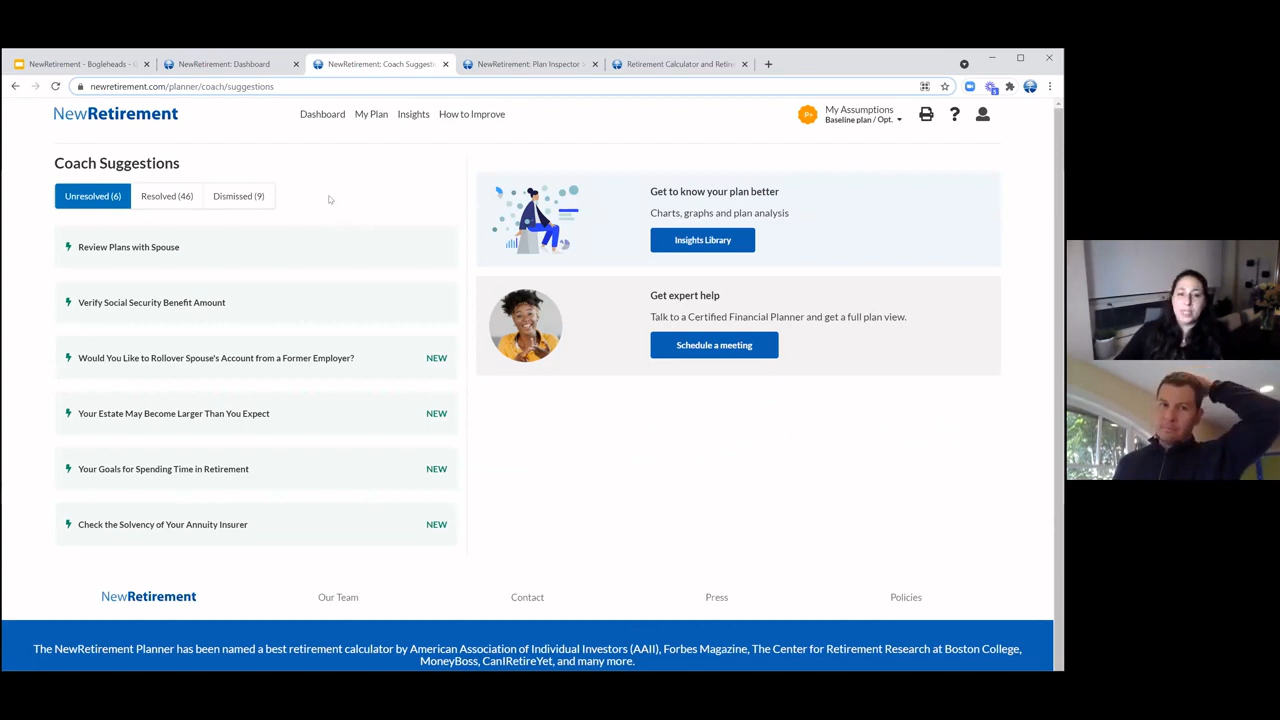 NewRetirement - Bogleheads - G
NewRetirement: Dashboard
NewRetirement: Coach Suggesti
NewRetirement: Plan Inspector
Retirement Calculator and Retire
newretirement.com/planner/coach/suggestions
NewRetirement
Dashboard
My Plan
Insights
How to Improve
P+
My Assumptions
Baseline plan / Opt.
Coach Suggestions
Unresolved (6)
Resolved (46)
Dismissed (9)
Review Plans with Spouse
Verify Social Security Benefit Amount
Would You Like to Rollover Spouse's Account from a Former Employer?
NEW
Your Estate May Become Larger Than You Expect
NEW
Your Goals for Spending Time in Retirement
NEW
Check the Solvency of Your Annuity Insurer
NEW
Get to know your plan better
Charts, graphs and plan analysis
Insights Library
Get expert help
Talk to a Certified Financial Planner and get a full plan view.
Schedule a meeting
NewRetirement
Our Team
Contact
Press
Policies
The NewRetirement Planner has been named a best retirement calculator by American Association of Individual Investors (AAII), Forbes Magazine, The Center for Retirement Research at Boston College,
MoneyBoss, CanIRetireYet, and many more.